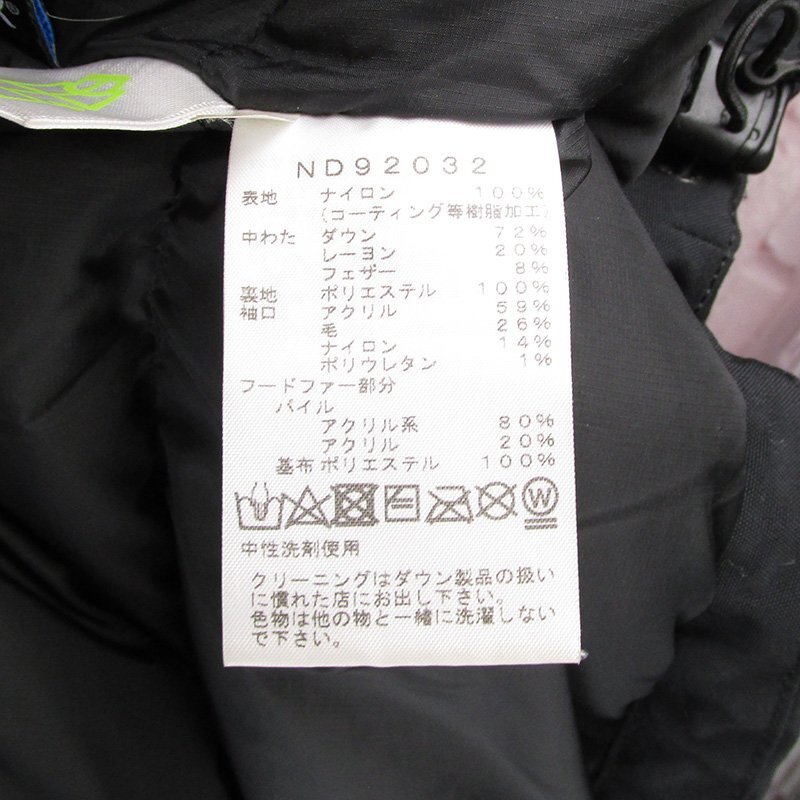 ND92032
表地 ナイロン 100%
(コーティング等樹脂加工)
中わた ダウン 72%
レーヨン 20%
フェザー 8%
裏地 ポリエステル 100%
袖口 アクリル 59%
毛 26%
ナイロン 14%
ポリウレタン 1%
フードファー部分
パイル
アクリル系 80%
アクリル 20%
基布 ポリエステル 100%
W
中性洗剤使用
クリーニングはダウン製品の扱い
に慣れた店にお出し下さい。
色物は他の物と一緒に洗濯しない
で下さい。